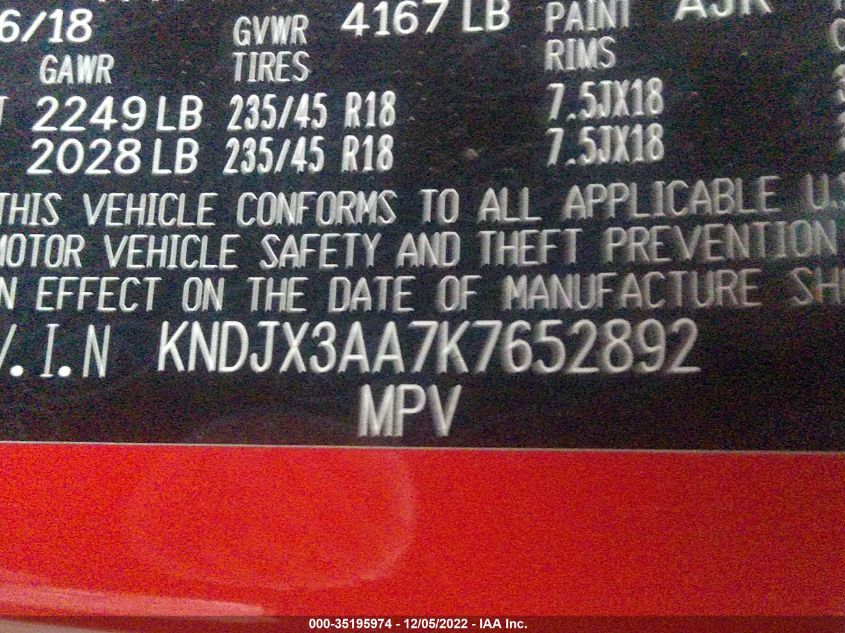 6/18 GVWR 4167 LB PAINT AJR
GAWR TIRES RIMS
T 2249 LB 235/45 R18 7.5JX18
2028 LB 235/45 R18 7.5JX18
THIS VEHICLE CONFORMS TO ALL APPLICABLE U.S
MOTOR VEHICLE SAFETY AND THEFT PREVENTION
N EFFECT ON THE DATE OF MANUFACTURE SH
V.I.N KNDJX3AA7K7652892
MPV
000-35195974 - 12/05/2022 - IAA Inc.